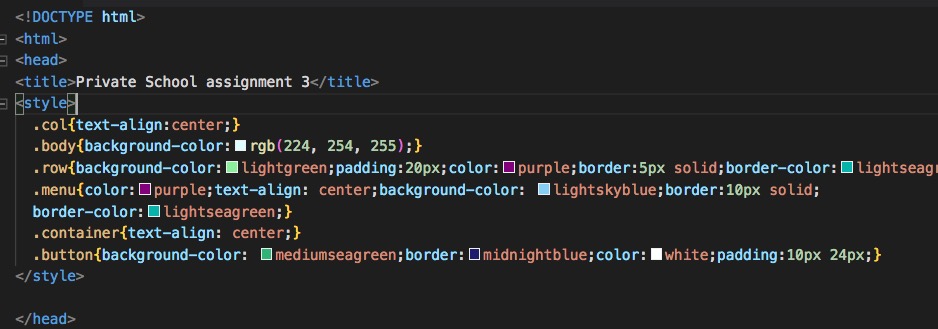 <!DOCTYPE html>
<html>
<head>
<title>Private School assignment 3</title>
<style>
.col{text-align:center;}
.body{background-color:rgb(224, 254, 255);}
.row{background-color:lightgreen;padding:20px;color:purple;border:5px solid;border-color:lightseag
.menu{color:purple;text-align: center;background-color: lightskyblue;border:10px solid;
border-color:lightseagreen;}
.container{text-align: center;}
.button{background-color: mediumseagreen;border:midnightblue;color:white;padding:10px 24px;}
</style>
</head>